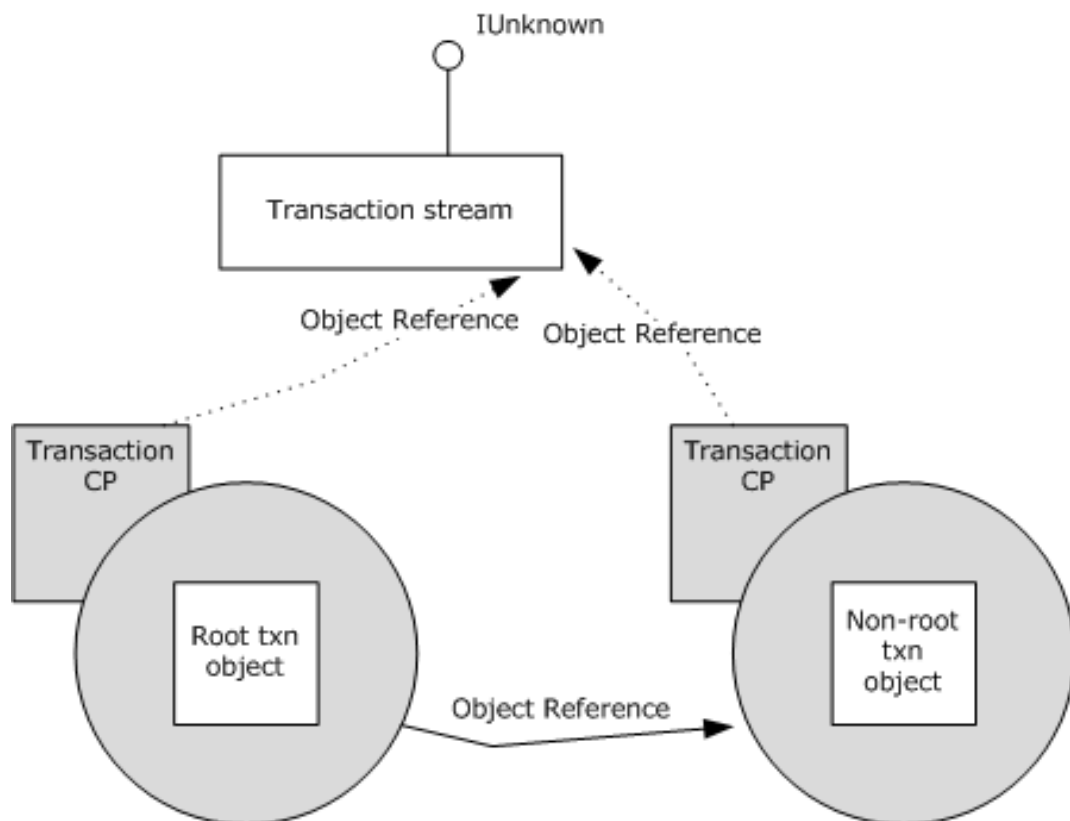 IUnknown
Transaction stream
Object Reference
Object Reference
Transaction
CP
Transaction
CP
Root txn
object
Non-root
txn
object
Object Reference